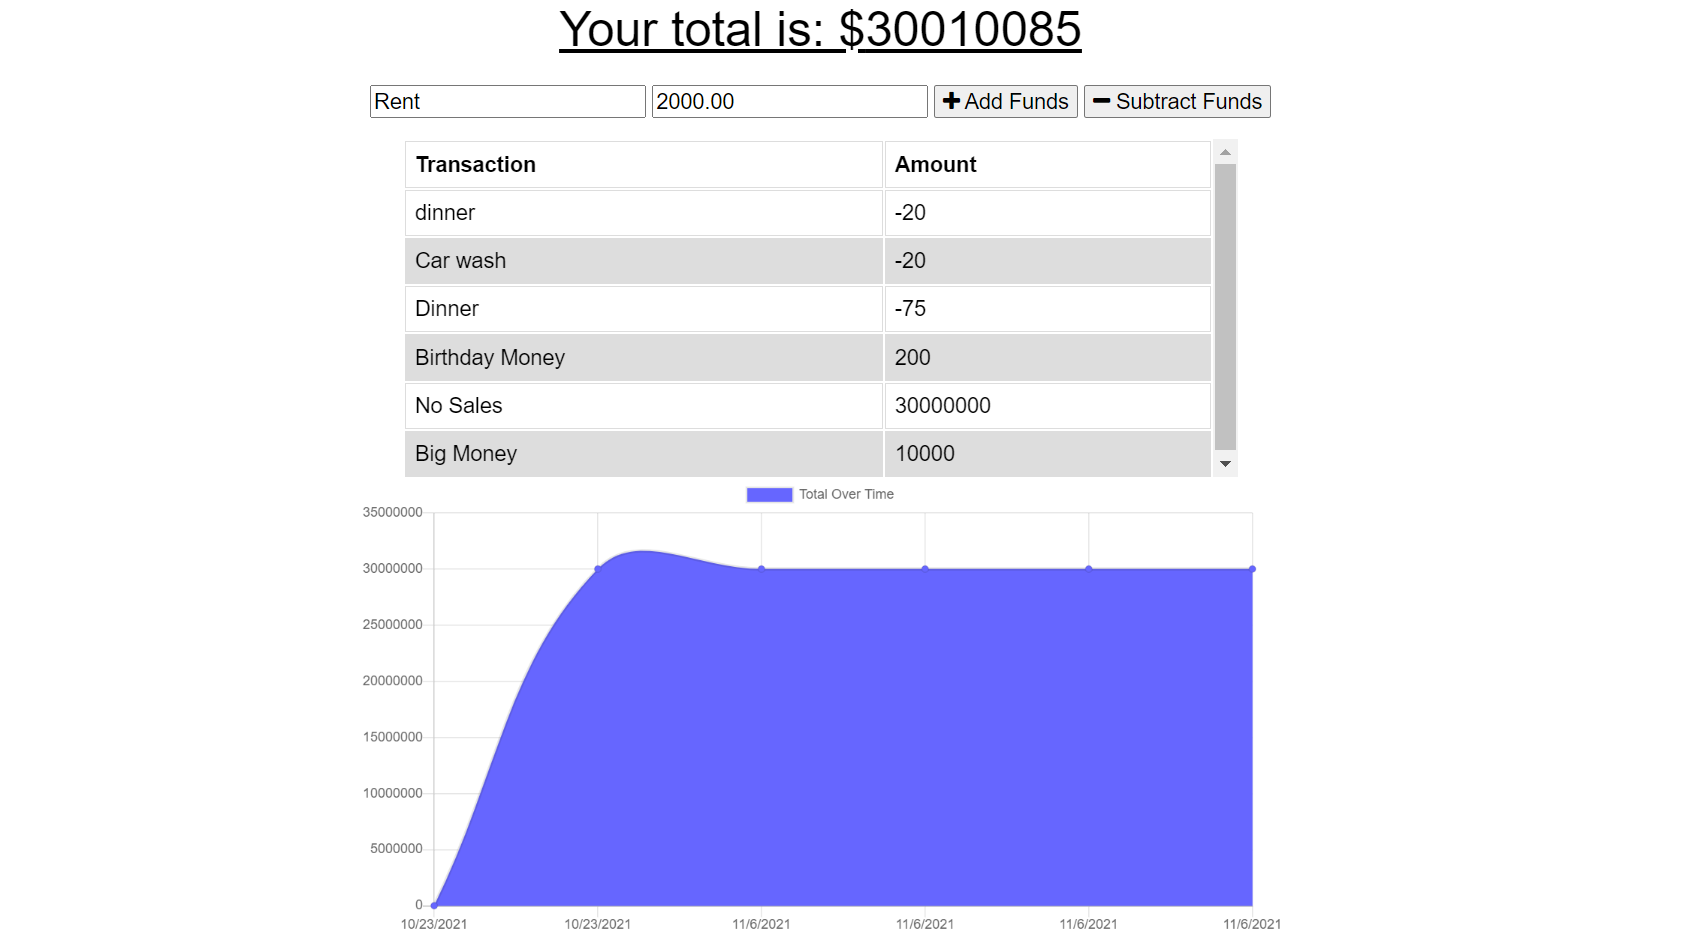 Your total is: $30010085
Rent 2000.00 Add Funds Subtract Funds
Transaction Amount
dinner -20
Car wash -20
Dinner -75
Birthday Money 200
No Sales 30000000
Big Money 10000
Total Over Time
35000000
30000000
25000000
20000000
15000000
10000000
5000000
0
10/23/2021 10/23/2021 11/6/2021 11/6/2021 11/6/2021 11/6/2021